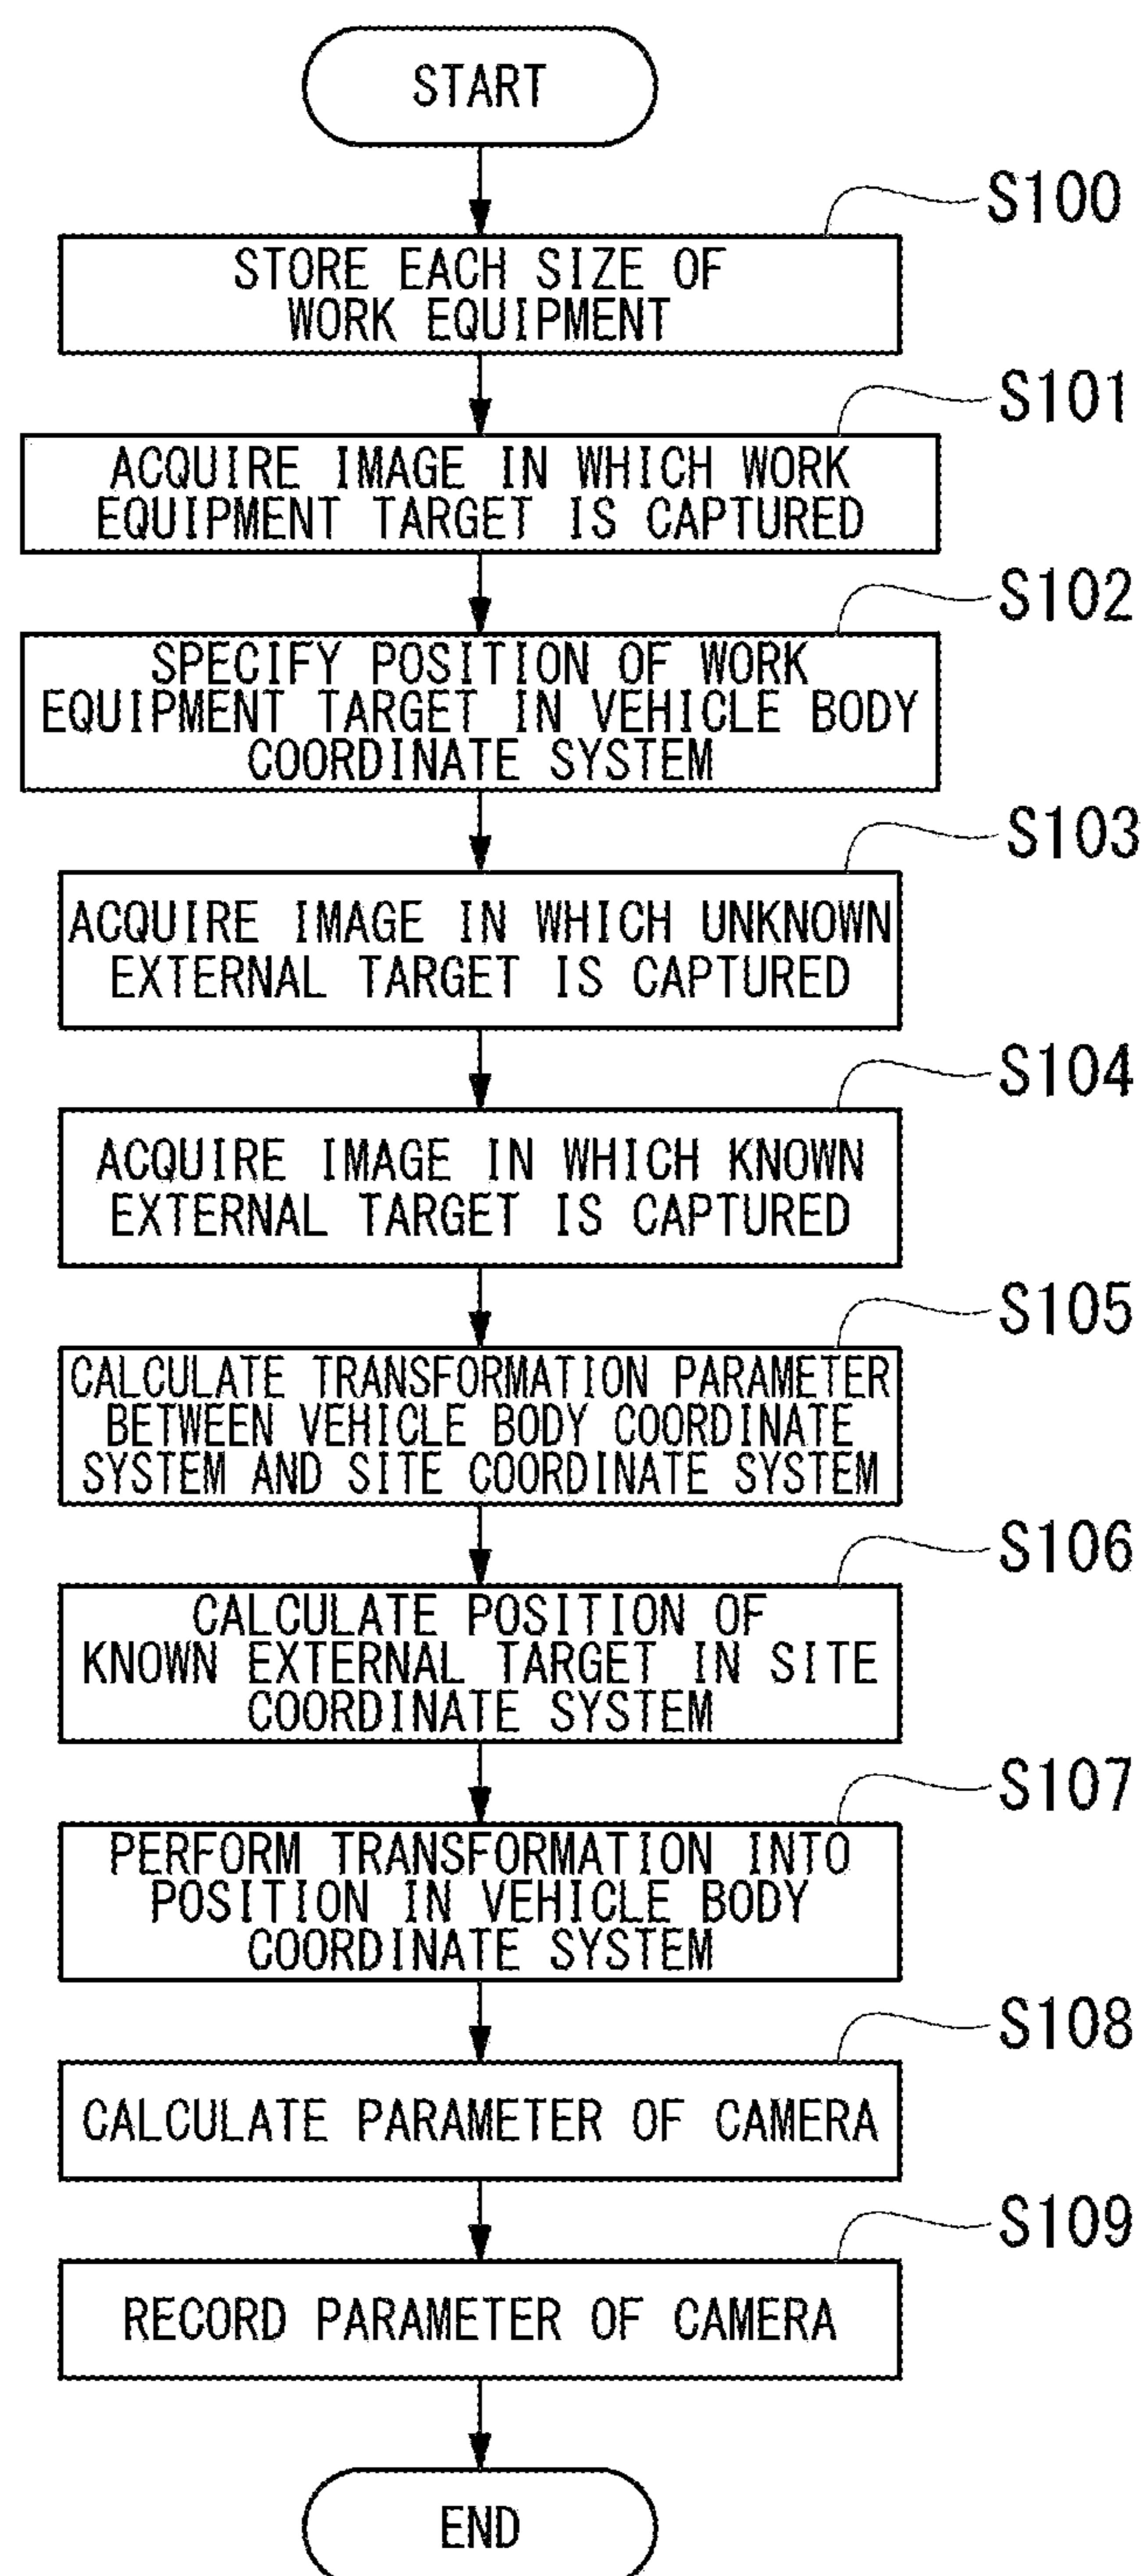 START
S100
STORE EACH SIZE OF
WORK EQUIPMENT
S101
ACQUIRE IMAGE IN WHICH WORK
EQUIPMENT TARGET IS CAPTURED
S102
SPECIFY POSITION OF WORK
EQUIPMENT TARGET IN VEHICLE BODY
COORDINATE SYSTEM
S103
ACQUIRE IMAGE IN WHICH UNKNOWN
EXTERNAL TARGET IS CAPTURED
S104
ACQUIRE IMAGE IN WHICH KNOWN
EXTERNAL TARGET IS CAPTURED
S105
CALCULATE TRANSFORMATION PARAMETER
BETWEEN VEHICLE BODY COORDINATE
SYSTEM AND SITE COORDINATE SYSTEM
S106
CALCULATE POSITION OF
KNOWN EXTERNAL TARGET IN SITE
COORDINATE SYSTEM
S107
PERFORM TRANSFORMATION INTO
POSITION IN VEHICLE BODY
COORDINATE SYSTEM
S108
CALCULATE PARAMETER OF CAMERA
S109
RECORD PARAMETER OF CAMERA
END